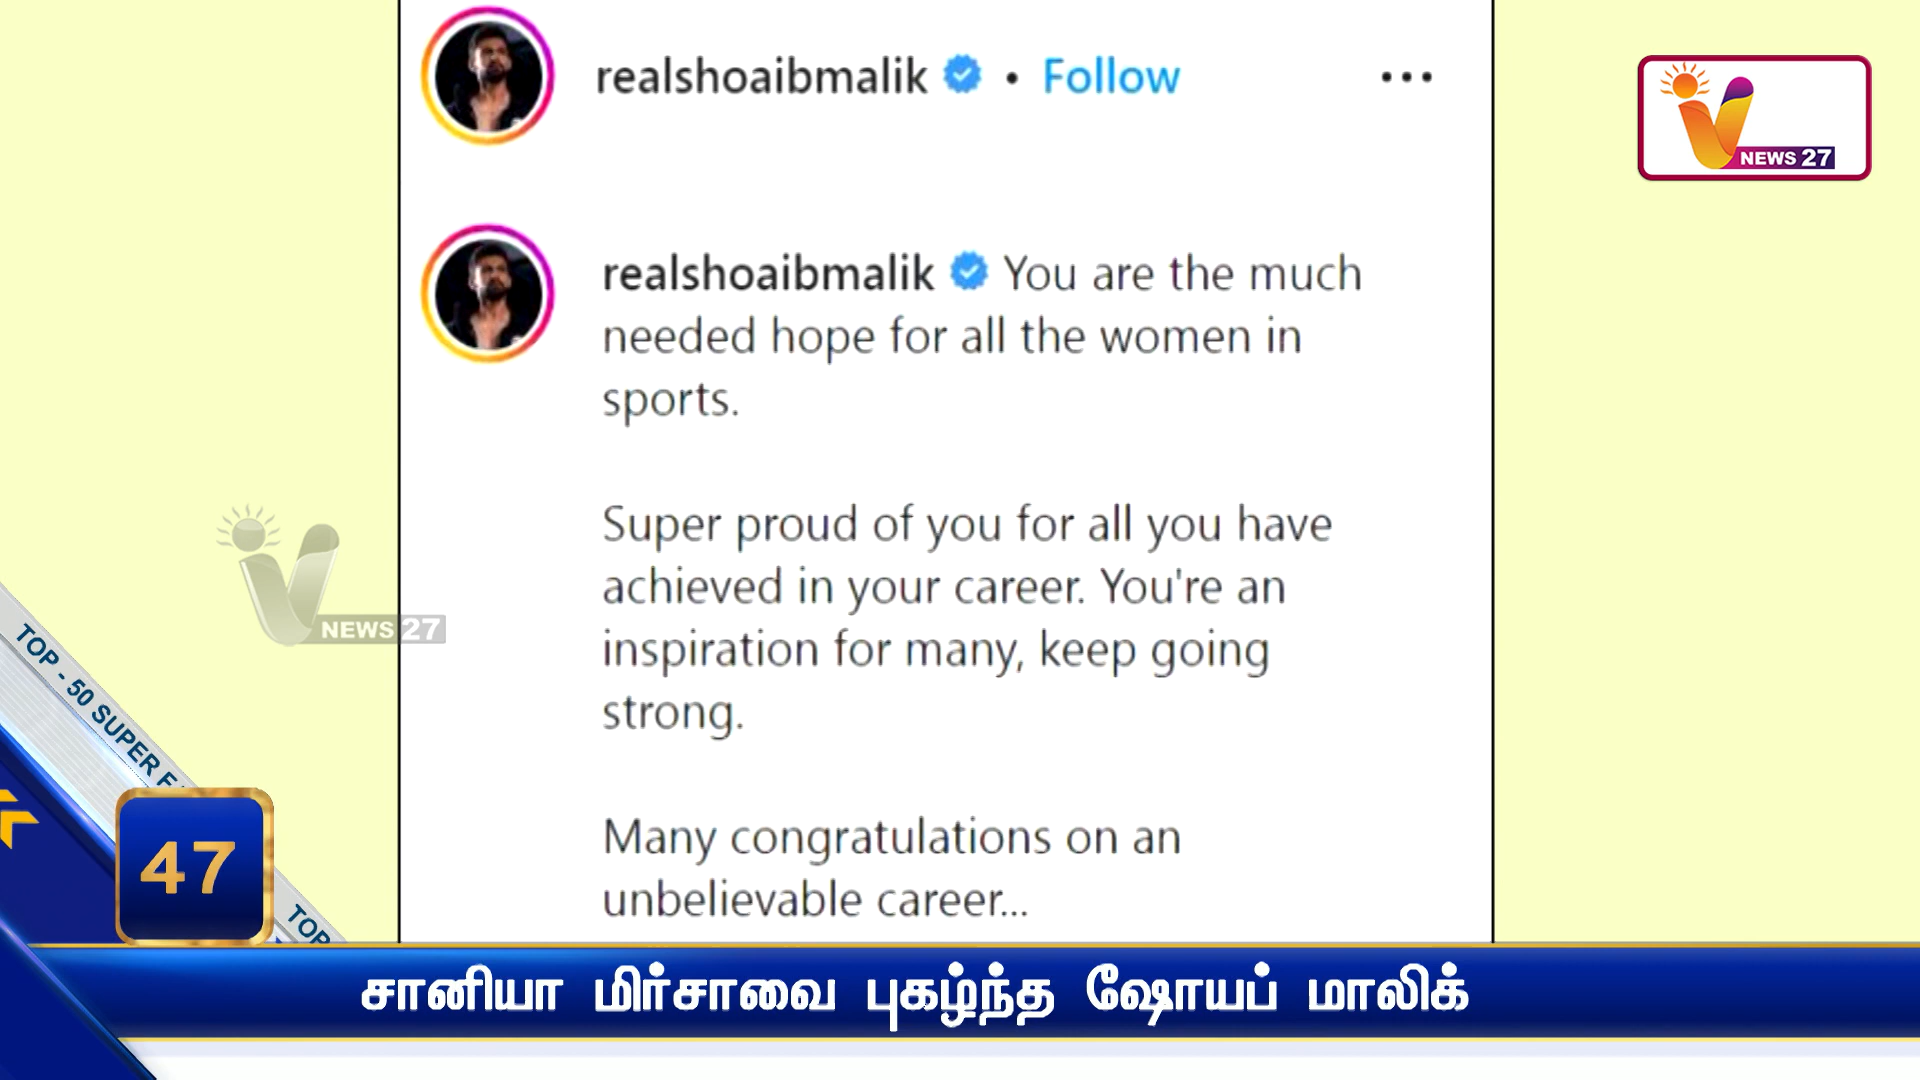 realshoaibmalik • Follow •••
NEWS 27
realshoaibmalik You are the much
needed hope for all the women in
sports.
Super proud of you for all you have
achieved in your career. You're an
inspiration for many, keep going
strong.
Many congratulations on an
unbelievable career...
NEWS 27
TOP - 50 SUPER F
47
TOP
சானியா மிர்சாவை புகழ்ந்த ஷோயப் மாலிக்